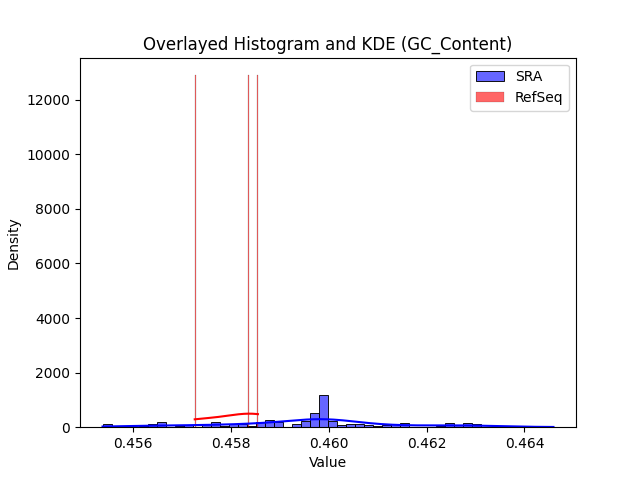 Overlayed Histogram and KDE (GC_Content)
SRA
RefSeq
12000
10000
8000
6000
4000
2000
0
Density
0.456 0.458 0.460 0.462 0.464
Value